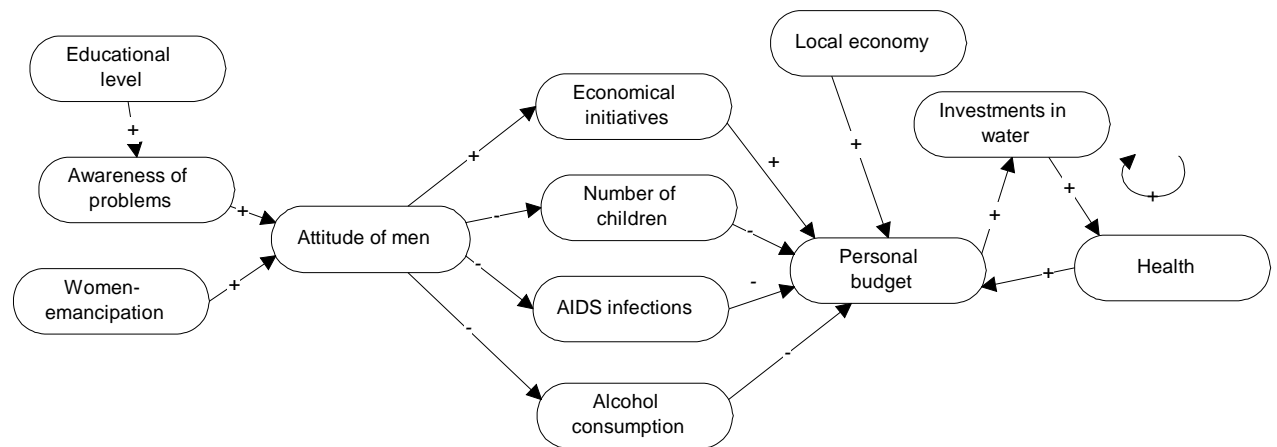 Educational
level
+
Awareness of
problems
+
Women-
emancipation
+
Attitude of men
+
-
-
-
Economical
initiatives
Number of
children
AIDS infections
Alcohol
consumption
+
-
-
-
Local economy
+
Personal
budget
+
Investments in
water
+
+
Health
+